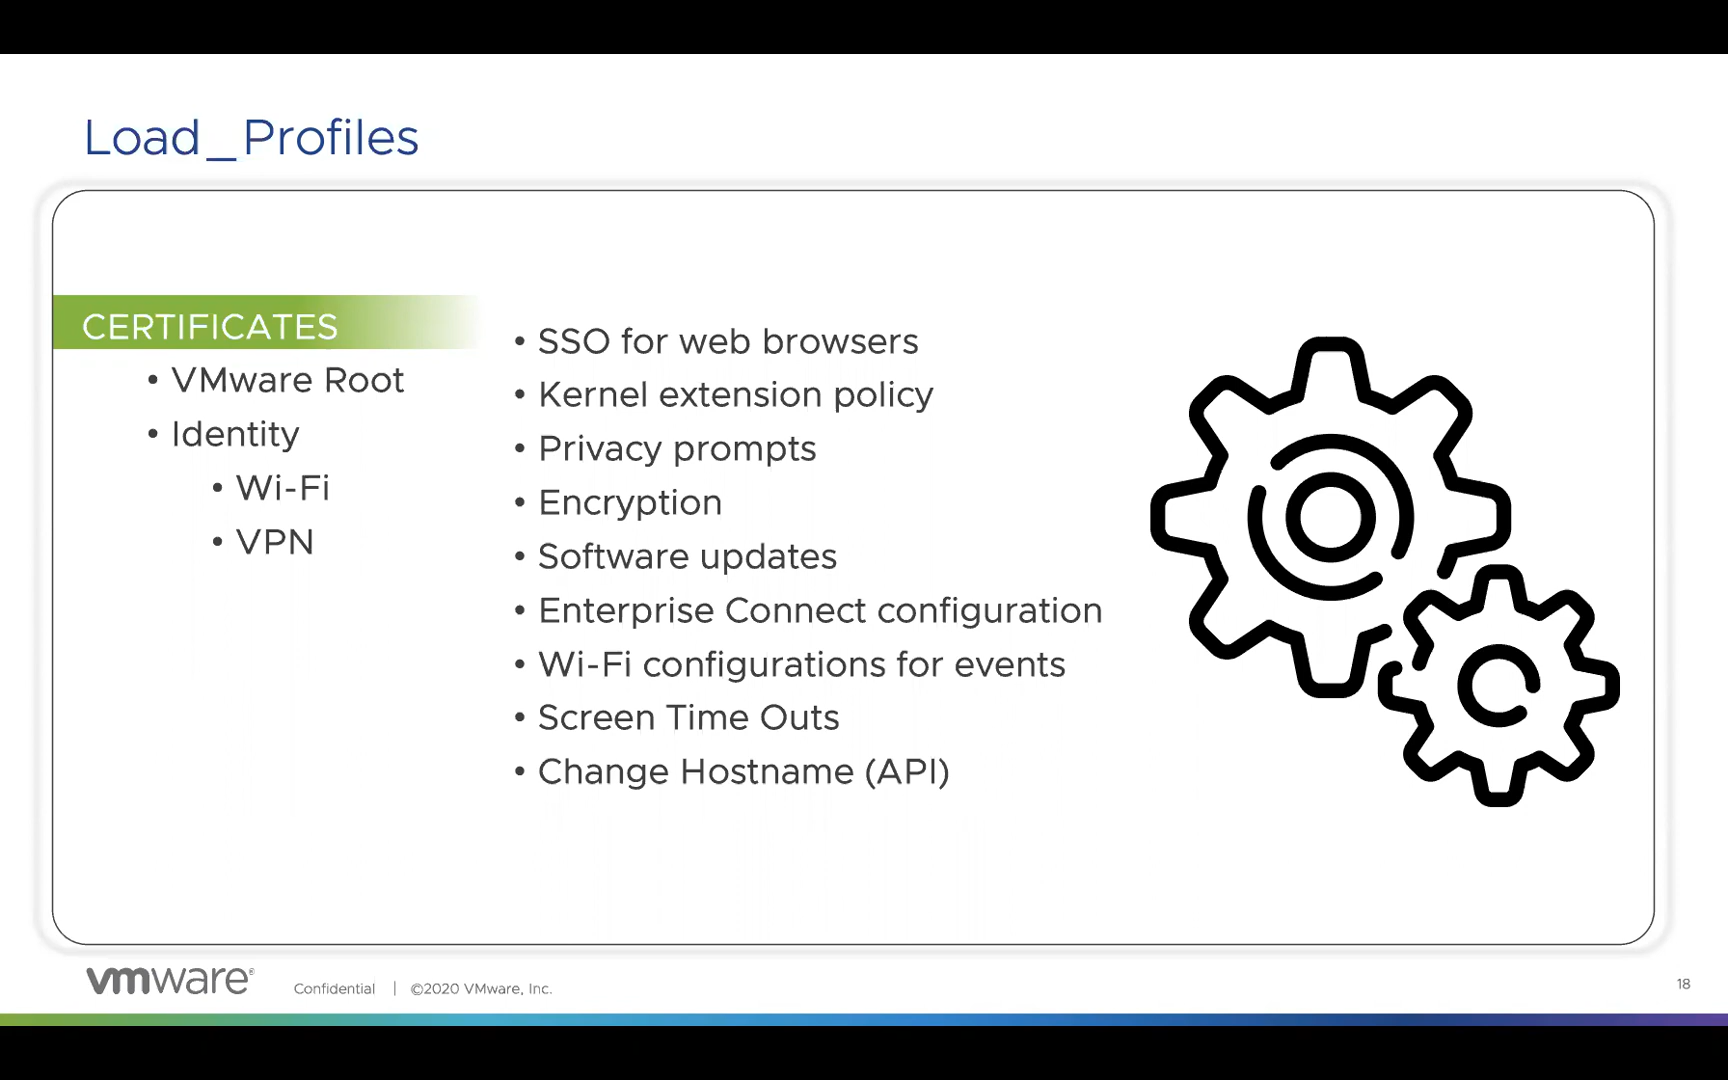 Load_Profiles
CERTIFICATES
• VMware Root
• Identity
• Wi-Fi
• VPN
• SSO for web browsers
• Kernel extension policy
• Privacy prompts
• Encryption
• Software updates
• Enterprise Connect configuration
• Wi-Fi configurations for events
• Screen Time Outs
• Change Hostname (API)
vmware®
Confidential | ©2020 VMware, Inc.
18